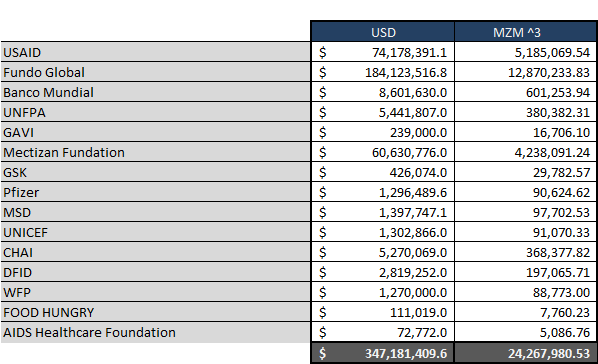 USD MZM ^3
USAID $ 74,178,391.1 5,185,069.54
Fundo Global $ 184,123,516.8 12,870,233.83
Banco Mundial $ 8,601,630.0 601,253.94
UNFPA $ 5,441,807.0 380,382.31
GAVI $ 239,000.0 16,706.10
Mectizan Fundation $ 60,630,776.0 4,238,091.24
GSK $ 426,074.0 29,782.57
Pfizer $ 1,296,489.6 90,624.62
MSD $ 1,397,747.1 97,702.53
UNICEF $ 1,302,866.0 91,070.33
CHAI $ 5,270,069.0 368,377.82
DFID $ 2,819,252.0 197,065.71
WFP $ 1,270,000.0 88,773.00
FOOD HUNGRY $ 111,019.0 7,760.23
AIDS Healthcare Foundation $ 72,772.0 5,086.76
$ 347,181,409.6 24,267,980.53